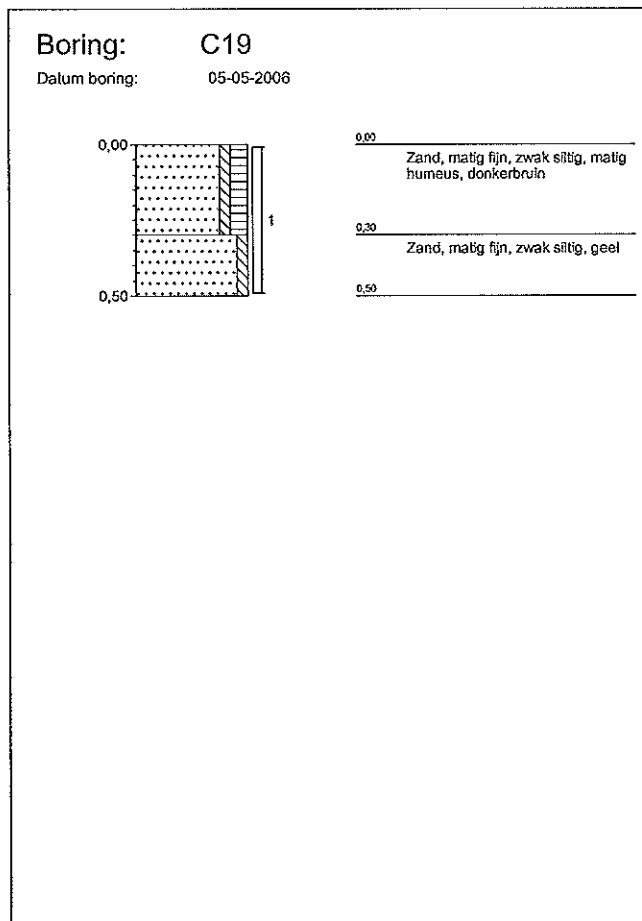 Boring: C19
Datum boring: 05-05-2006
0,00
0,50
1
0,00
Zand, matig fijn, zwak siltig, matig
humeus, donkerbruin
0,30
Zand, matig fijn, zwak siltig, geel
0,50